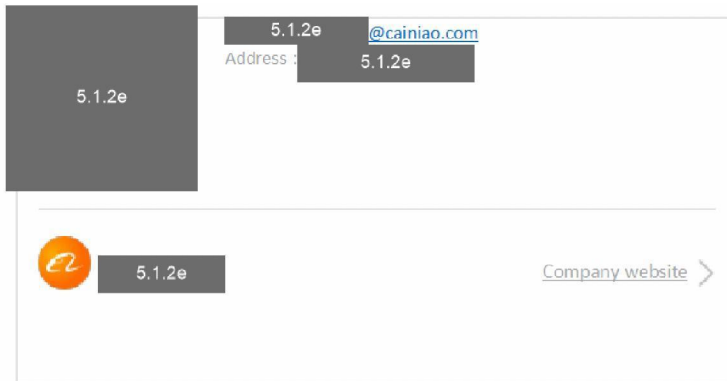 5.1.2e @cainiao.com
Address : 5.1.2e
5.1.2e
5.1.2e
Company website